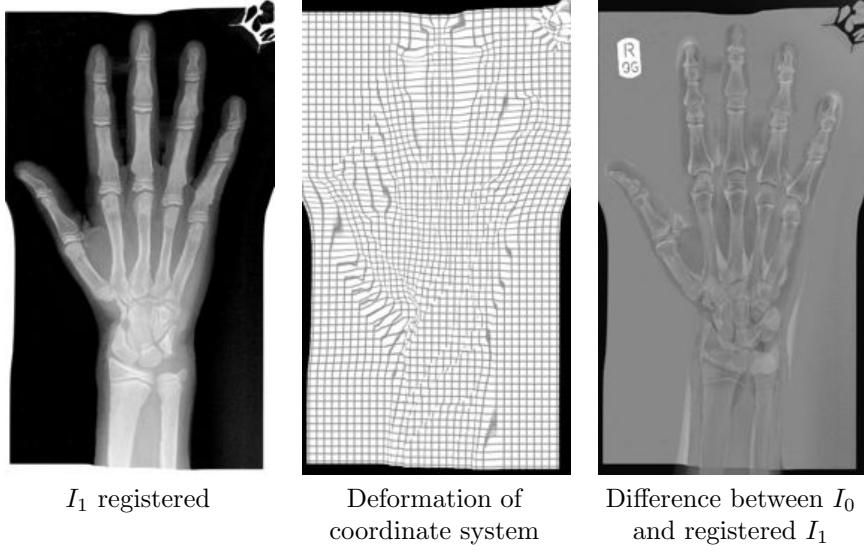 R
96
I₁ registered
Deformation of
coordinate system
Difference between I₀
and registered I₁